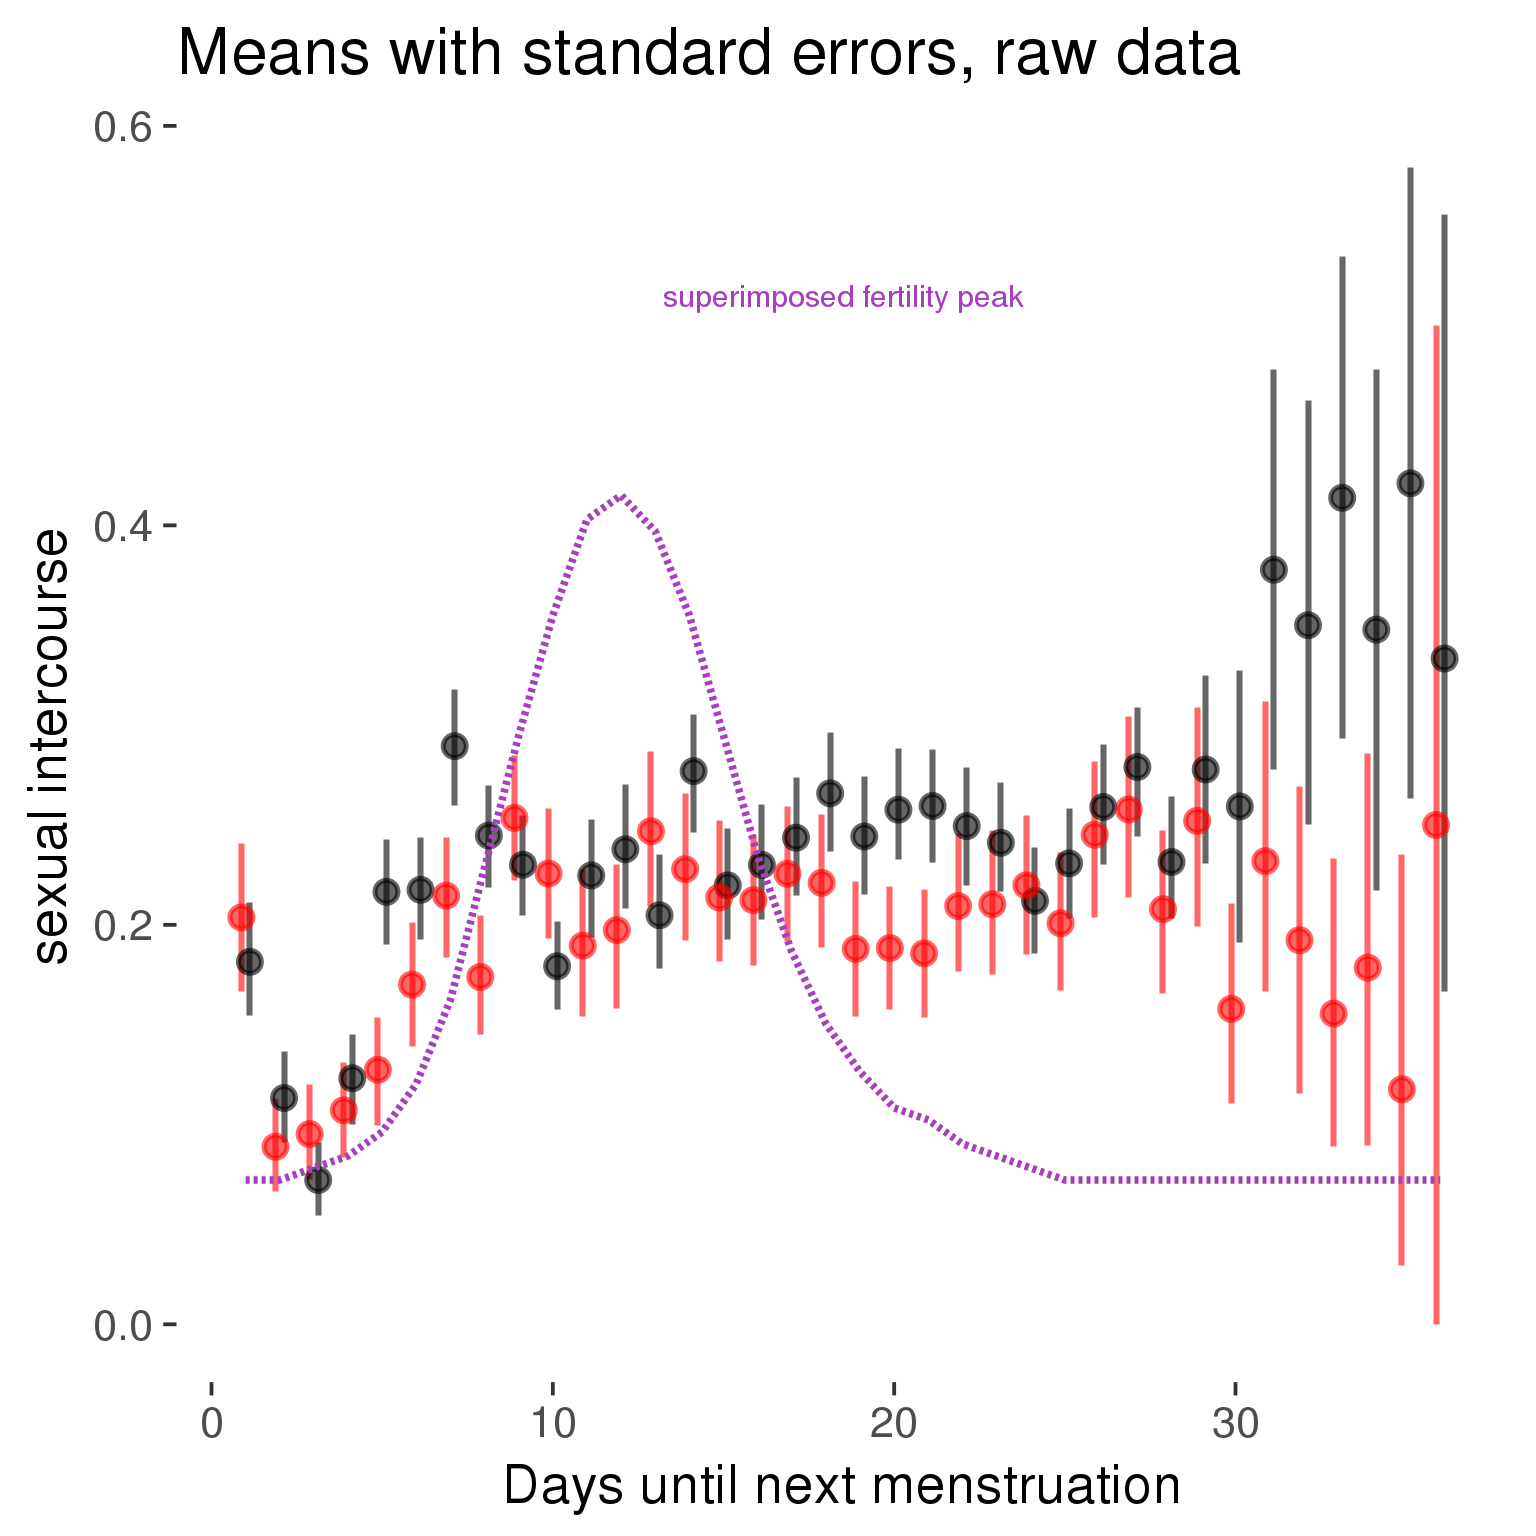 Means with standard errors, raw data
0.6
superimposed fertility peak
0.4
sexual intercourse
0.2
0.0
0 10 20 30
Days until next menstruation